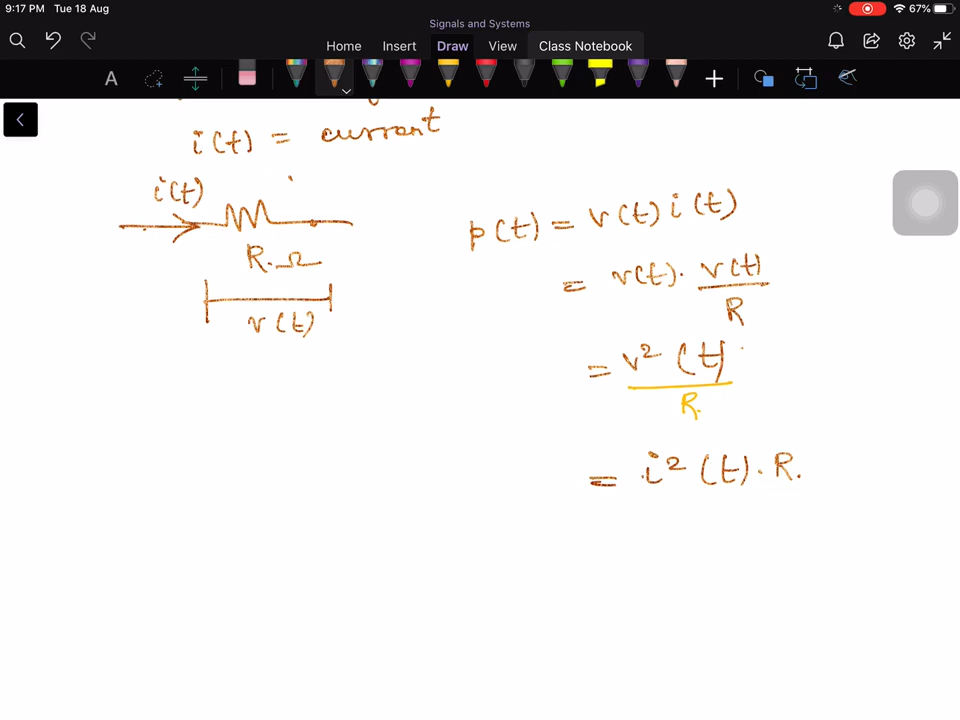 9:17 PM Tue 18 Aug
67%
Signals and Systems
Home Insert Draw View Class Notebook
A
i(t) = current
i(t)
R. Ω
v(t)
p(t) = v(t) i(t)
= v(t). v(t)/R
= v² (t)/R.
= i² (t). R.